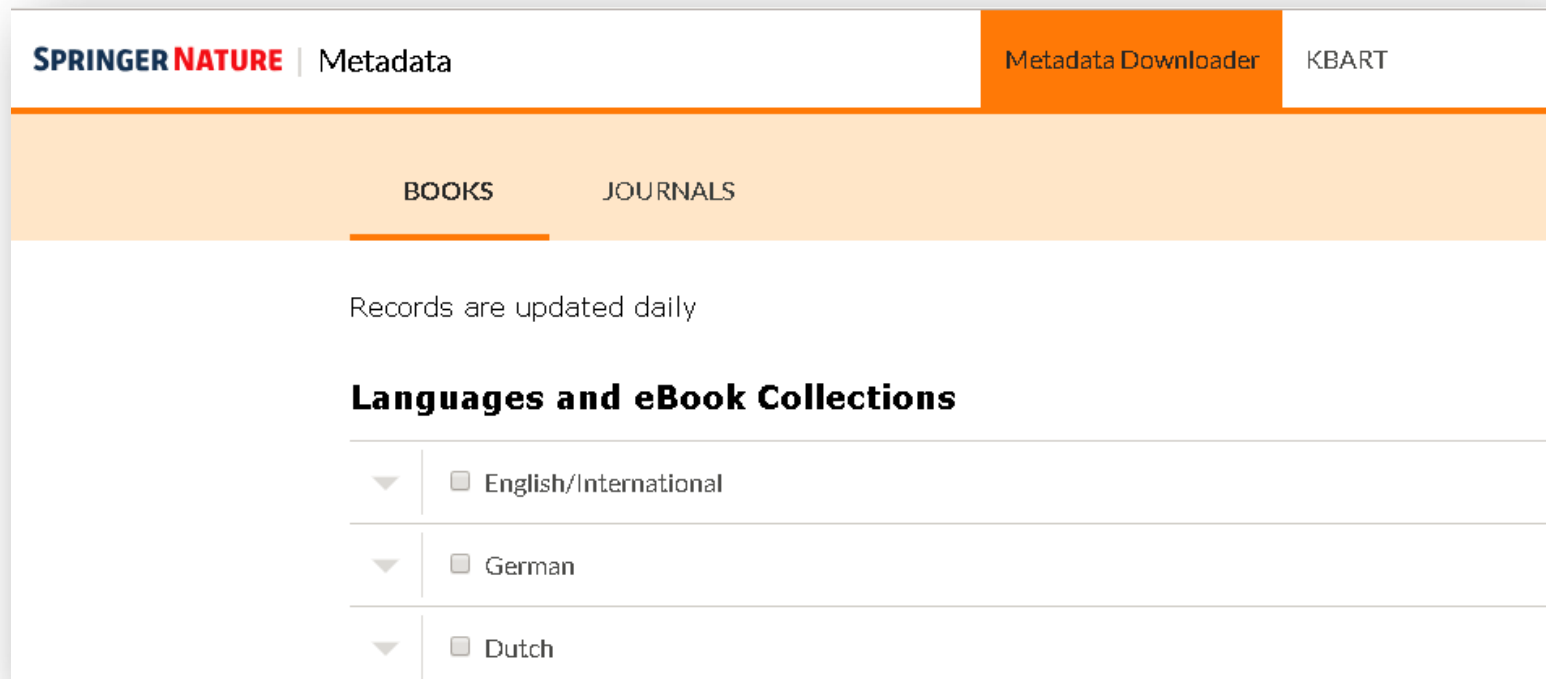 SPRINGER NATURE | Metadata Metadata Downloader KBART
BOOKS JOURNALS
Records are updated daily
Languages and eBook Collections
English/International
German
Dutch